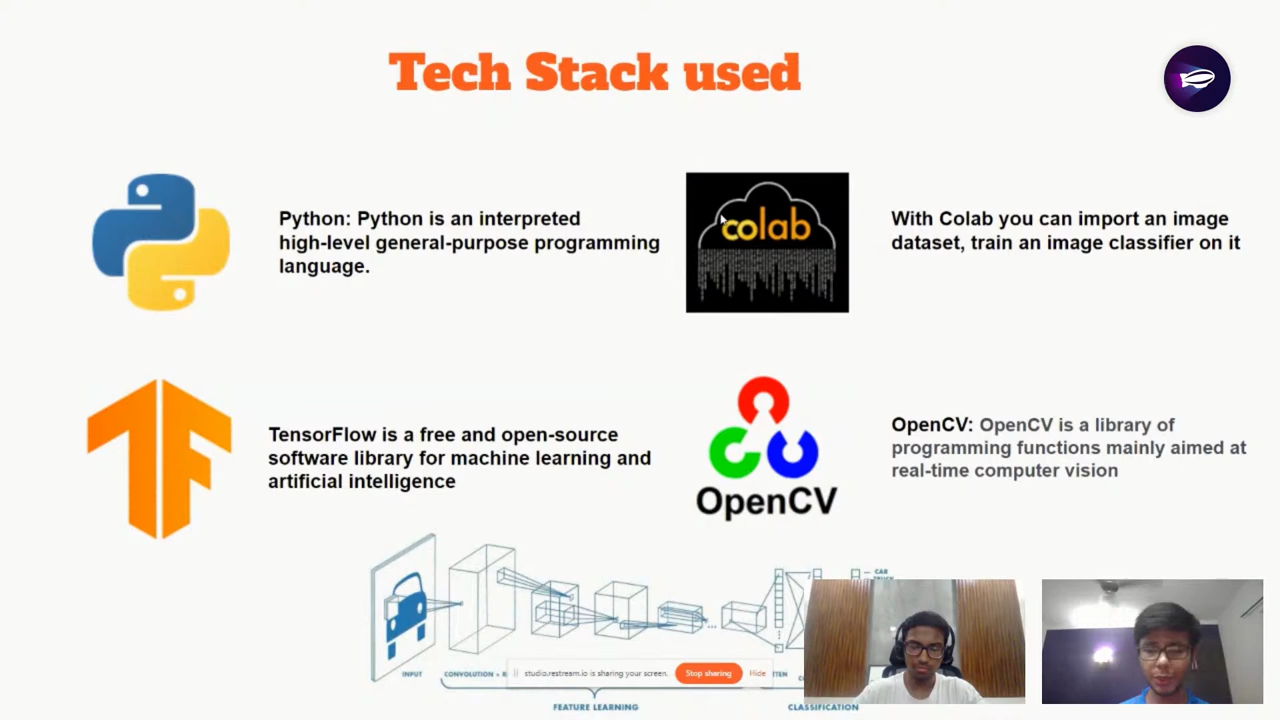 Tech Stack used
Python: Python is an interpreted
high-level general-purpose programming
language.
colab
With Colab you can import an image
dataset, train an image classifier on it
TensorFlow is a free and open-source
software library for machine learning and
artificial intelligence
OpenCV
OpenCV: OpenCV is a library of
programming functions mainly aimed at
real-time computer vision
CAR
INPUT
CONVOLUTION +
studio.restream.io is sharing your screen.
Stop sharing
Hide
FEATURE LEARNING
CLASSIFICATION